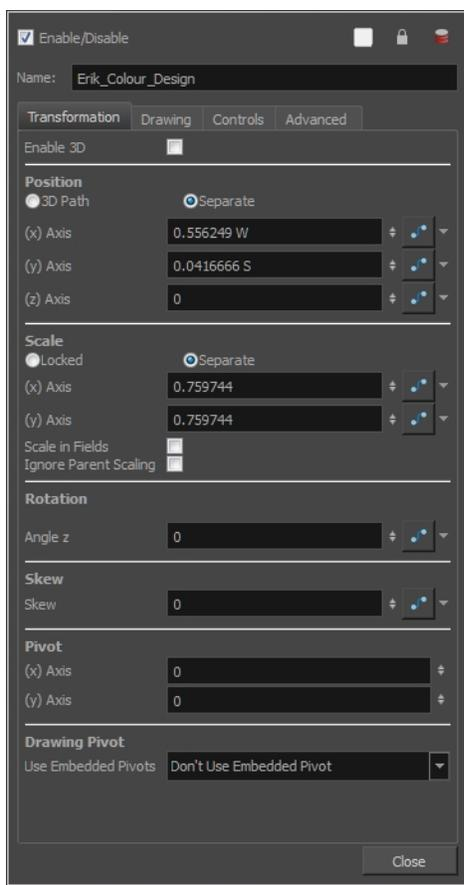 Enable/Disable
Name: Erik_Colour_Design
Transformation Drawing Controls Advanced
Enable 3D
Position
3D Path Separate
(x) Axis 0.556249 W
(y) Axis 0.0416666 S
(z) Axis 0
Scale
Locked Separate
(x) Axis 0.759744
(y) Axis 0.759744
Scale in Fields
Ignore Parent Scaling
Rotation
Angle z 0
Skew
Skew 0
Pivot
(x) Axis 0
(y) Axis 0
Drawing Pivot
Use Embedded Pivots Don't Use Embedded Pivot
Close